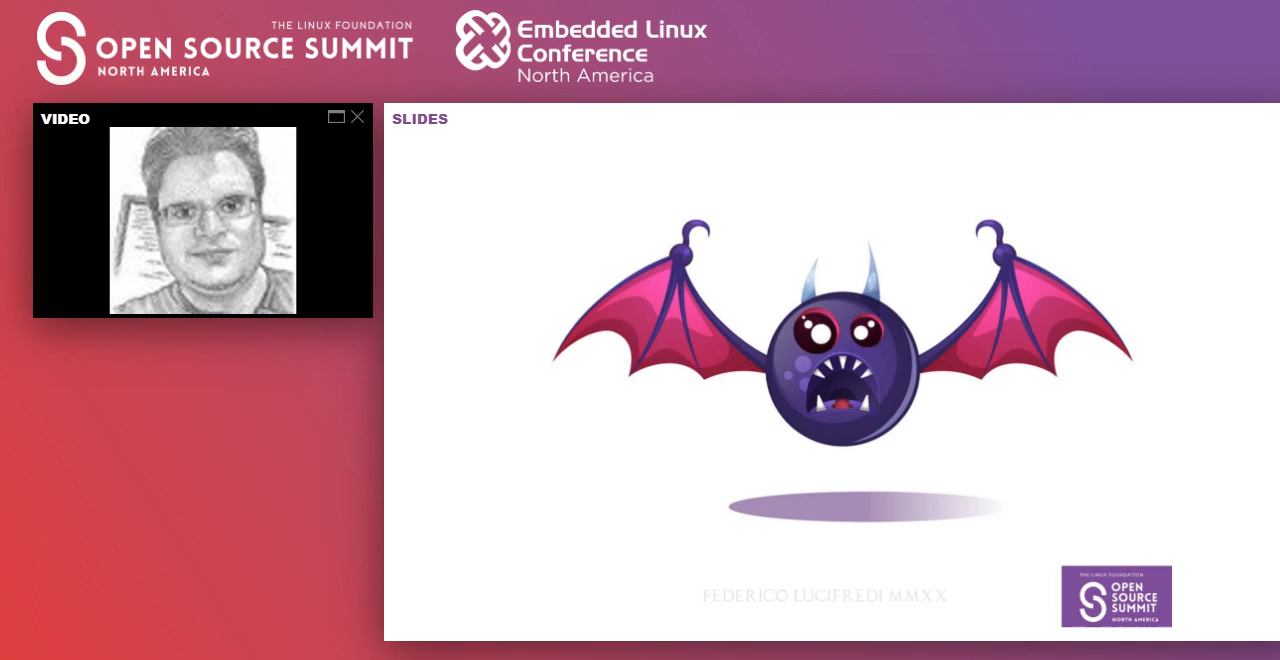 THE LINUX FOUNDATION
OPEN SOURCE SUMMIT
NORTH AMERICA
Embedded Linux
Conference
North America
VIDEO
SLIDES
FEDERICO LUCIFREDI MMXX
THE LINUX FOUNDATION
OPEN
SOURCE
SUMMIT
NORTH AMERICA